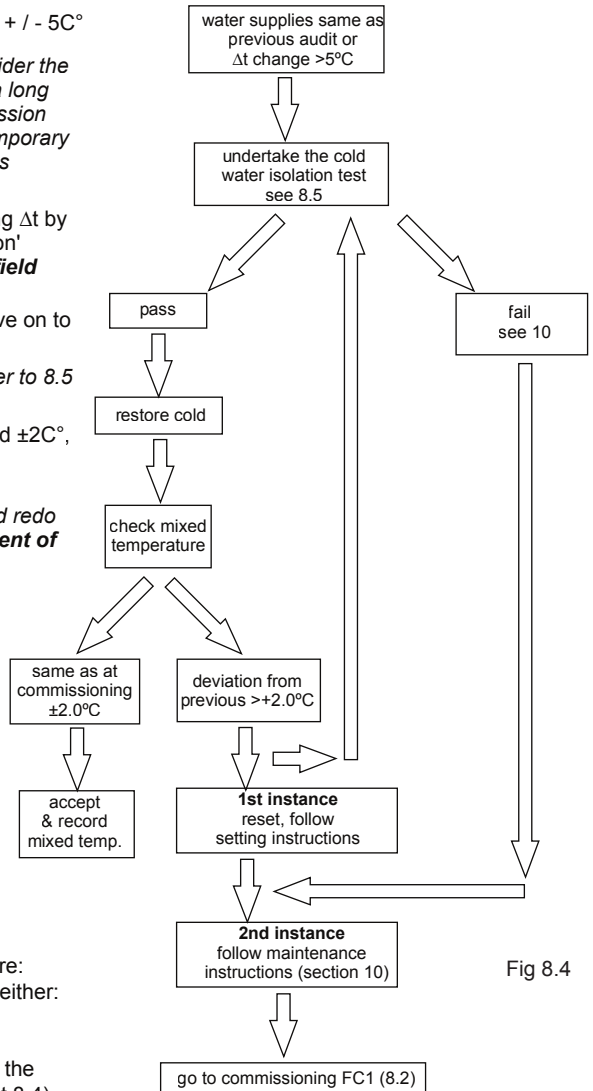 + / - 5C°
ider the
a long
ssion
mporary
s
g Δt by
on'
field
ve on to
er to 8.5
d ±2C°,
d redo
ent of
re:
either:
the
t 8.4)
water supplies same as
previous audit or
Δt change >5ºC
undertake the cold
water isolation test
see 8.5
pass
fail
see 10
restore cold
check mixed
temperature
same as at
commissioning
±2.0ºC
deviation from
previous >+2.0ºC
accept
& record
mixed temp.
1st instance
reset, follow
setting instructions
2nd instance
follow maintenance
instructions (section 10)
Fig 8.4
go to commissioning FC1 (8.2)